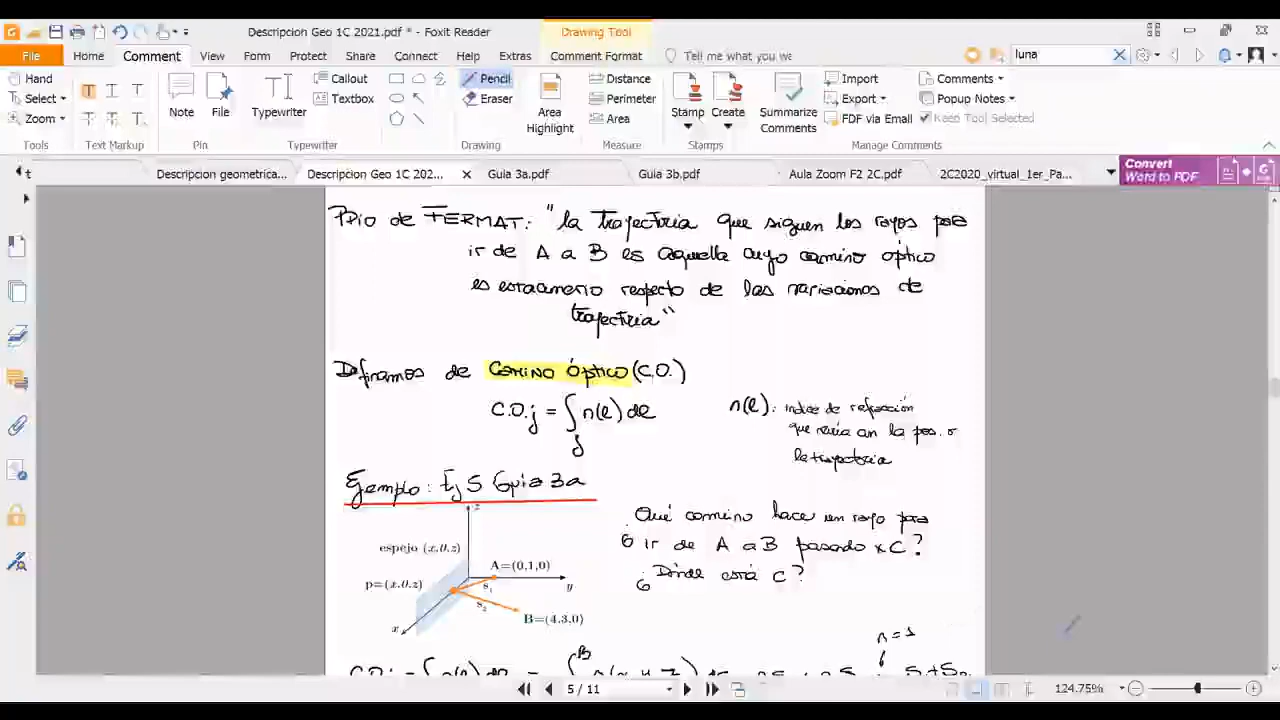 Descripcion Geo 1C 2021.pdf * - Foxit Reader
Drawing Tool
File Home Comment View Form Protect Share Connect Help Extras Comment Format Tell me what you we luna
Hand
Select
Zoom
Tools
Text Markup
Note
File
Pin
Typewriter
Callout
Textbox
Typewriter
Pencil
Eraser
Drawing
Area
Highlight
Distance
Perimeter
Area
Measure
Stamp
Create
Stamps
Summarize
Comments
Import
Export
FDF via Email
Comments
Popup Notes
Keep Tool Selected
Manage Comments
t Descripcion geometrica... Descripcion Geo 1C 202... Guia 3a.pdf Guia 3b.pdf Aula Zoom F2 2C.pdf 2C2020_virtual_1er_Pa...
Convert
Word to PDF
Ppio de FERMAT: "la trayectoria que siguen los rayos para
ir de A a B es aquella cuyo camino óptico
es estacionario respecto de las variaciones de
trayectoria"
Definamos de Camino Óptico (C.O.)
C.O.j = ∫j n(l) dl
n(l): índice de refracción
que varía con la pos. o
la trayectoria
Ejemplo: Ej 5 Guia 3a
z
espejo (x,0,z)
A=(0,1,0)
p=(x,0,z)
s1
y
s2
B=(4,3,0)
x
¿Qué camino hace un rayo para
ir de A a B pasando x C?
¿Dónde está C?
n=1
5 / 11
124.75%